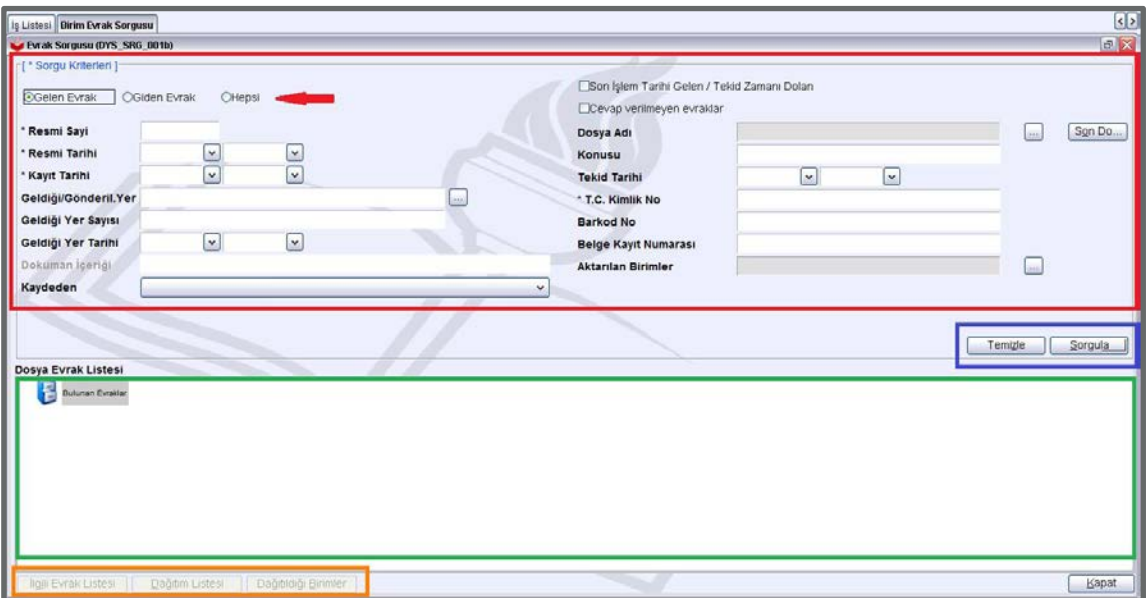 İş Listesi Birim Evrak Sorgusu
Evrak Sorgusu (DYS_SRG_001b)
[ * Sorgu Kriterleri ]
Gelen Evrak Giden Evrak Hepsi
Son İşlem Tarihi Gelen / Tekid Zamanı Dolan
Cevap verilmeyen evraklar
* Resmi Sayi
Dosya Adı ... Son Do...
* Resmi Tarihi
Konusu
* Kayıt Tarihi
Tekid Tarihi
Geldiği/Gönderil.Yer ...
* T.C. Kimlik No
Geldiği Yer Sayısı
Barkod No
Geldiği Yer Tarihi
Belge Kayıt Numarası
Doküman İçeriği
Aktarılan Birimler ...
Kaydeden
Temizle Sorgula
Dosya Evrak Listesi
Bulunan Evraklar
İlgili Evrak Listesi Dağıtım Listesi Dağıtıldığı Birimler Kapat